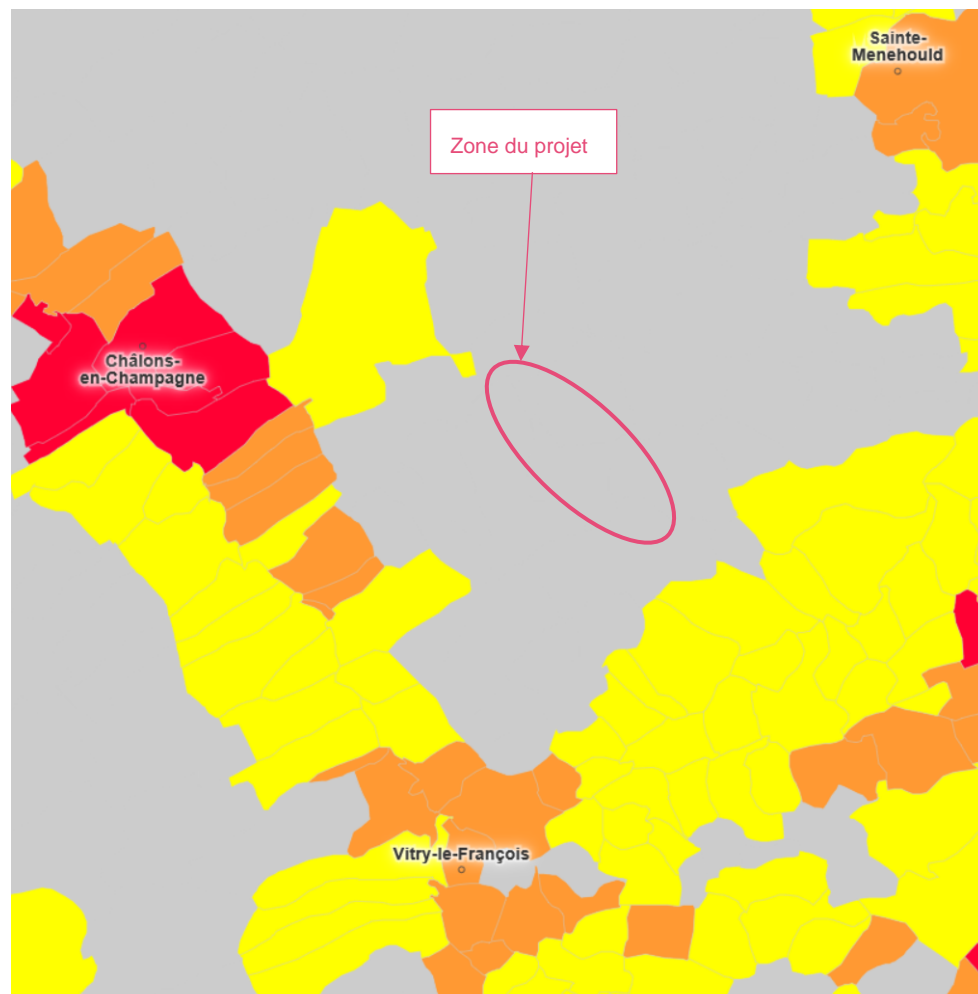 Sainte-
Menehould
Zone du projet
Châlons-
en-Champagne
Vitry-le-François